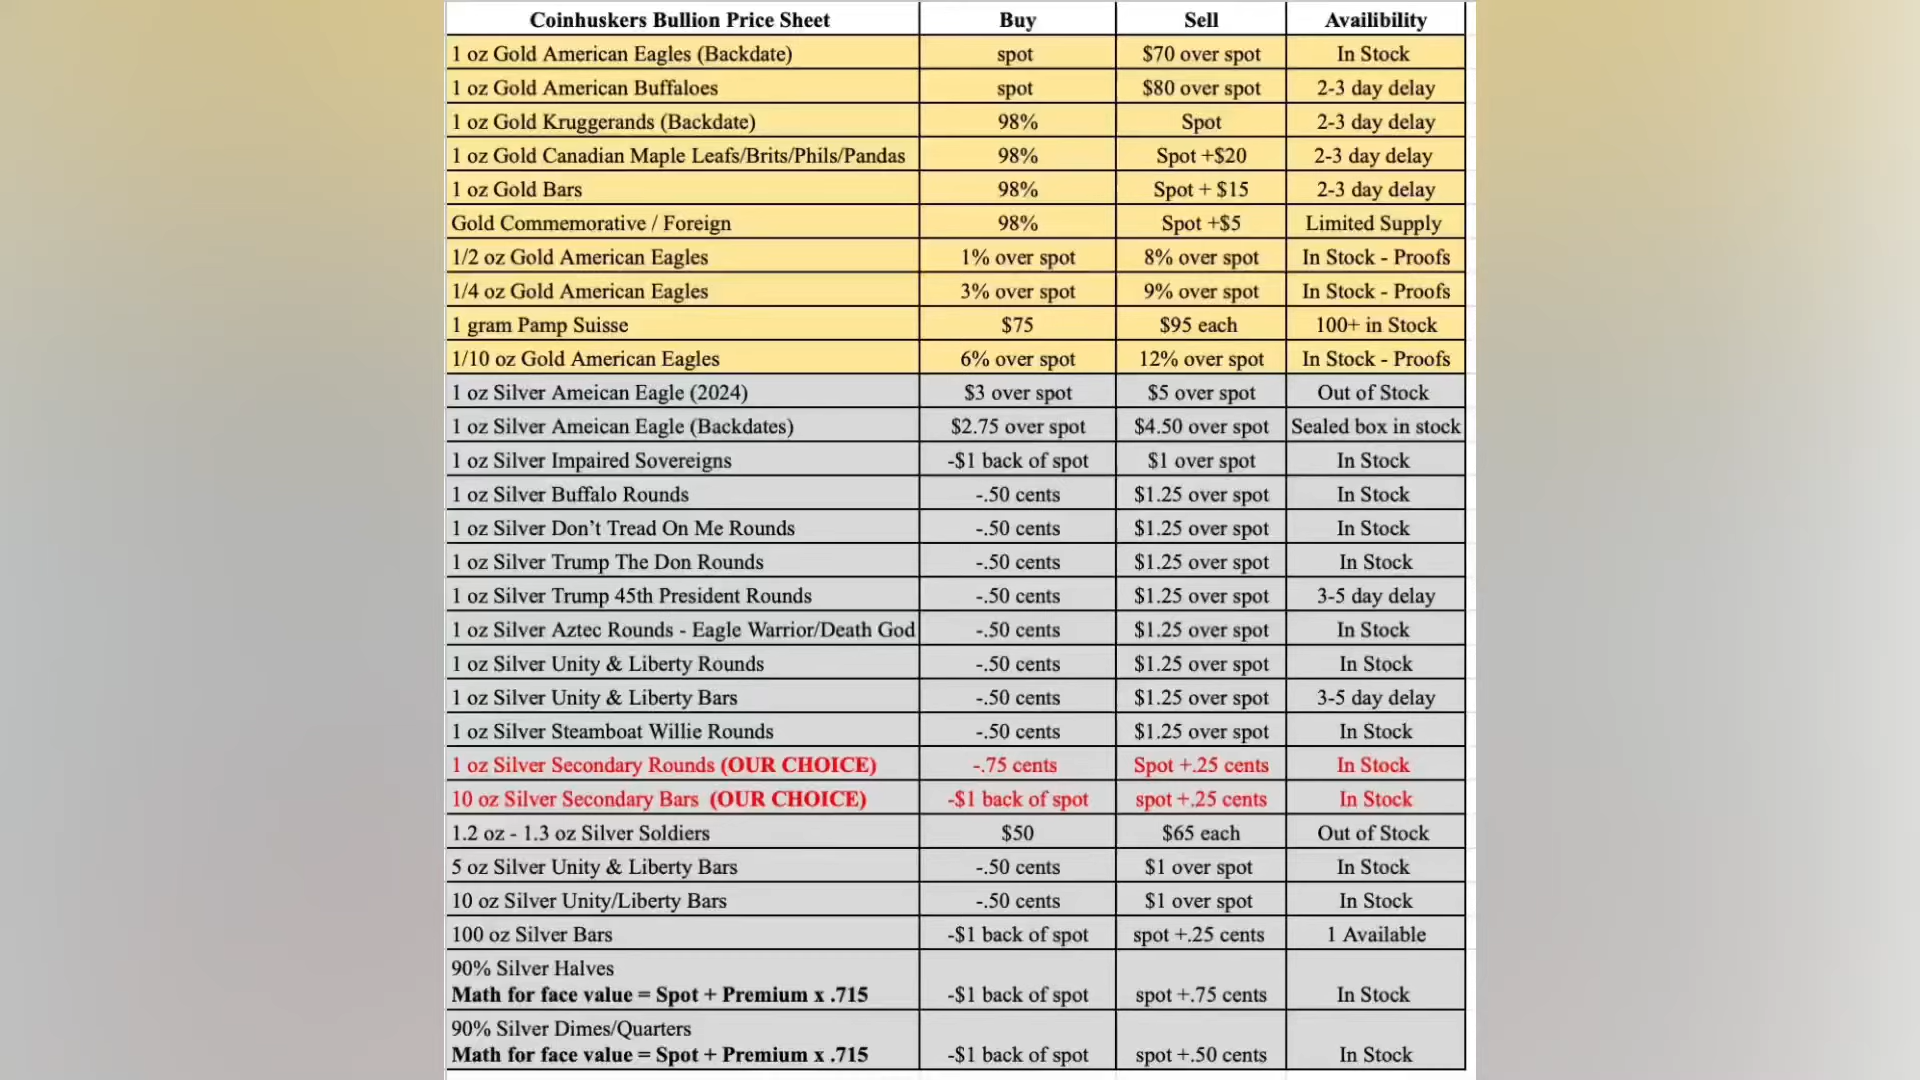 Coinhuskers Bullion Price Sheet Buy Sell Availibility
1 oz Gold American Eagles (Backdate) spot $70 over spot In Stock
1 oz Gold American Buffaloes spot $80 over spot 2-3 day delay
1 oz Gold Kruggerands (Backdate) 98% Spot 2-3 day delay
1 oz Gold Canadian Maple Leafs/Brits/Phils/Pandas 98% Spot +$20 2-3 day delay
1 oz Gold Bars 98% Spot + $15 2-3 day delay
Gold Commemorative / Foreign 98% Spot +$5 Limited Supply
1/2 oz Gold American Eagles 1% over spot 8% over spot In Stock - Proofs
1/4 oz Gold American Eagles 3% over spot 9% over spot In Stock - Proofs
1 gram Pamp Suisse $75 $95 each 100+ in Stock
1/10 oz Gold American Eagles 6% over spot 12% over spot In Stock - Proofs
1 oz Silver Ameican Eagle (2024) $3 over spot $5 over spot Out of Stock
1 oz Silver Ameican Eagle (Backdates) $2.75 over spot $4.50 over spot Sealed box in stock
1 oz Silver Impaired Sovereigns -$1 back of spot $1 over spot In Stock
1 oz Silver Buffalo Rounds -.50 cents $1.25 over spot In Stock
1 oz Silver Don’t Tread On Me Rounds -.50 cents $1.25 over spot In Stock
1 oz Silver Trump The Don Rounds -.50 cents $1.25 over spot In Stock
1 oz Silver Trump 45th President Rounds -.50 cents $1.25 over spot 3-5 day delay
1 oz Silver Aztec Rounds - Eagle Warrior/Death God -.50 cents $1.25 over spot In Stock
1 oz Silver Unity & Liberty Rounds -.50 cents $1.25 over spot In Stock
1 oz Silver Unity & Liberty Bars -.50 cents $1.25 over spot 3-5 day delay
1 oz Silver Steamboat Willie Rounds -.50 cents $1.25 over spot In Stock
1 oz Silver Secondary Rounds (OUR CHOICE) -.75 cents Spot +.25 cents In Stock
10 oz Silver Secondary Bars (OUR CHOICE) -$1 back of spot spot +.25 cents In Stock
1.2 oz - 1.3 oz Silver Soldiers $50 $65 each Out of Stock
5 oz Silver Unity & Liberty Bars -.50 cents $1 over spot In Stock
10 oz Silver Unity/Liberty Bars -.50 cents $1 over spot In Stock
100 oz Silver Bars -$1 back of spot spot +.25 cents 1 Available
90% Silver Halves
Math for face value = Spot + Premium x .715 -$1 back of spot spot +.75 cents In Stock
90% Silver Dimes/Quarters
Math for face value = Spot + Premium x .715 -$1 back of spot spot +.50 cents In Stock